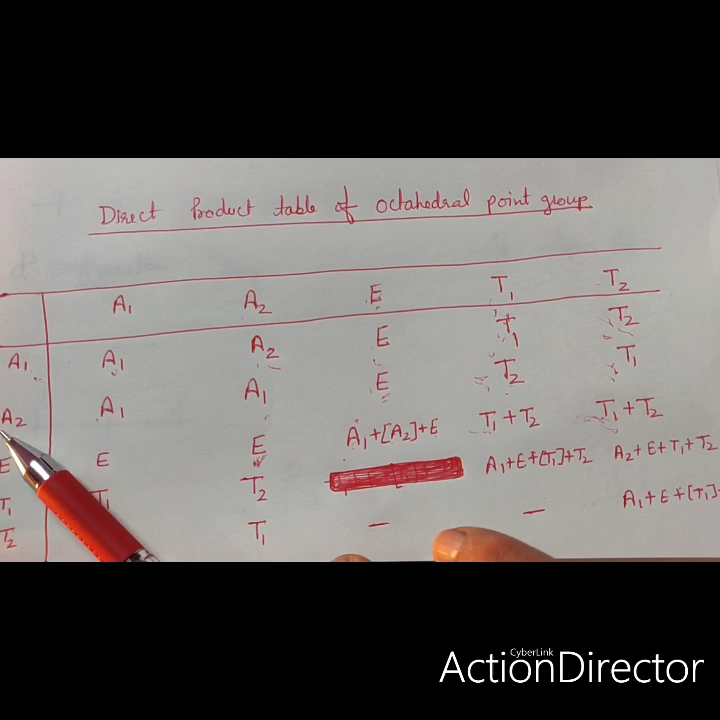 Direct Product table of octahedral point group
A1 A2 E T1 T2
A1 A1 A2 E T1 T2
A2 A1 A1 E T2 T1
E E E A1+[A2]+E T1+T2 T1+T2
T1 T1 T2 A1+E+[T1]+T2 A2+E+T1+T2
T2 T1 — — A1+E+[T1]+
CyberLink
ActionDirector